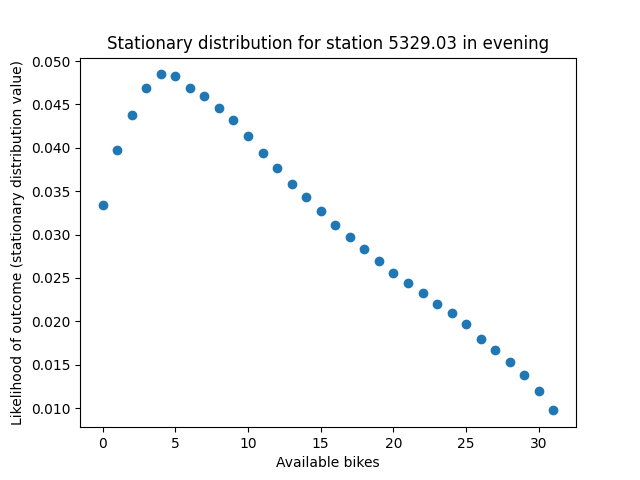 Stationary distribution for station 5329.03 in evening
Likelihood of outcome (stationary distribution value)
0.050
0.045
0.040
0.035
0.030
0.025
0.020
0.015
0.010
0 5 10 15 20 25 30
Available bikes